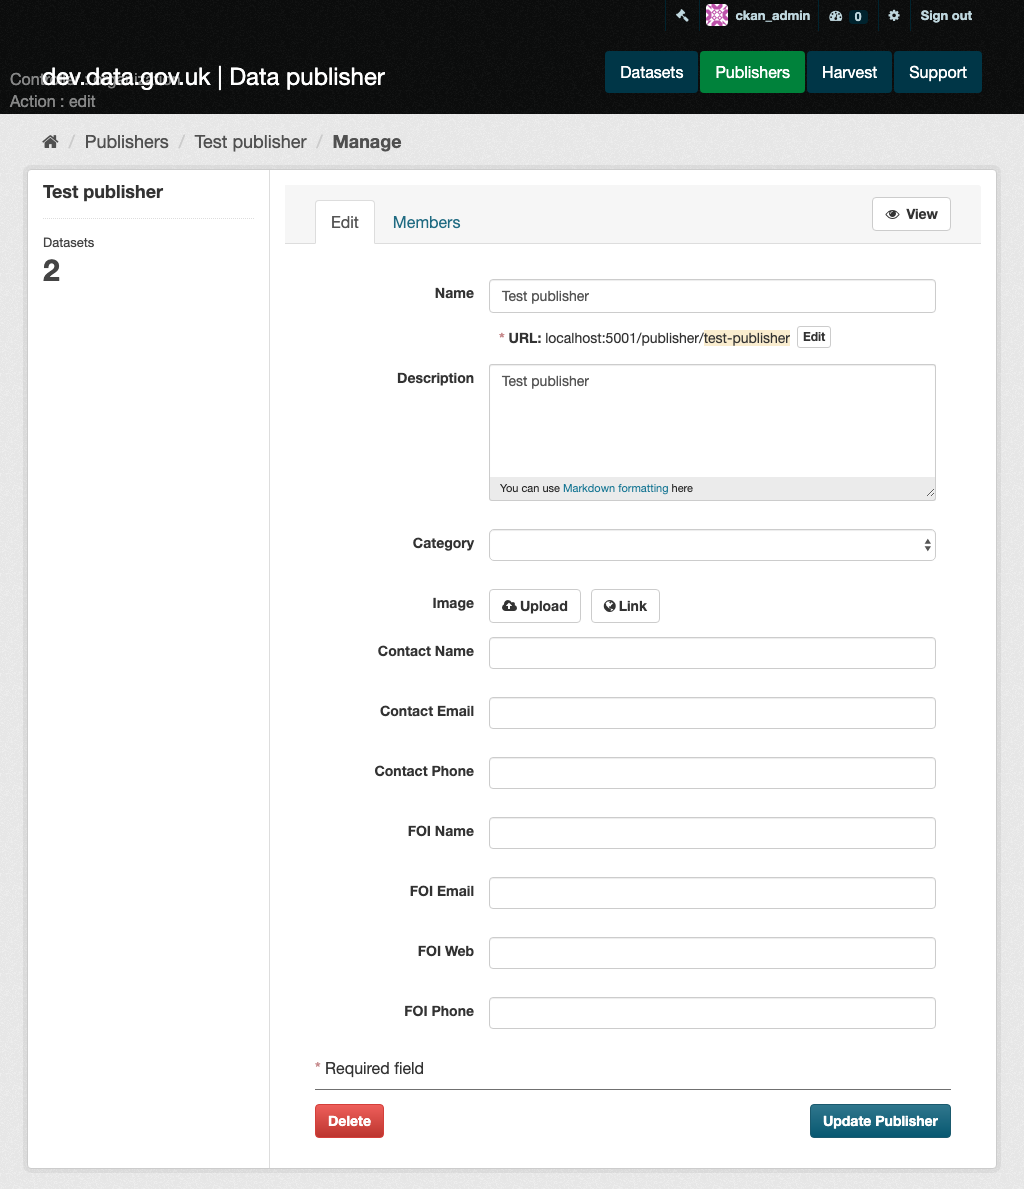 ckan_admin 0 Sign out
dev.data.gov.uk | Data publisher
Datasets Publishers Harvest Support
Action : edit
Publishers / Test publisher / Manage
Test publisher
Datasets
2
Edit Members View
Name Test publisher
* URL: localhost:5001/publisher/test-publisher Edit
Description Test publisher
You can use Markdown formatting here
Category
Image Upload Link
Contact Name
Contact Email
Contact Phone
FOI Name
FOI Email
FOI Web
FOI Phone
* Required field
Delete Update Publisher